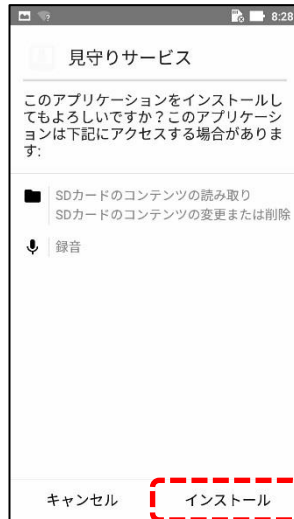 8:28
見守りサービス
このアプリケーションをインストールし
てもよろしいですか？このアプリケーシ
ョンは下記にアクセスする場合がありま
す:
SDカードのコンテンツの読み取り
SDカードのコンテンツの変更または削除
録音
キャンセル インストール